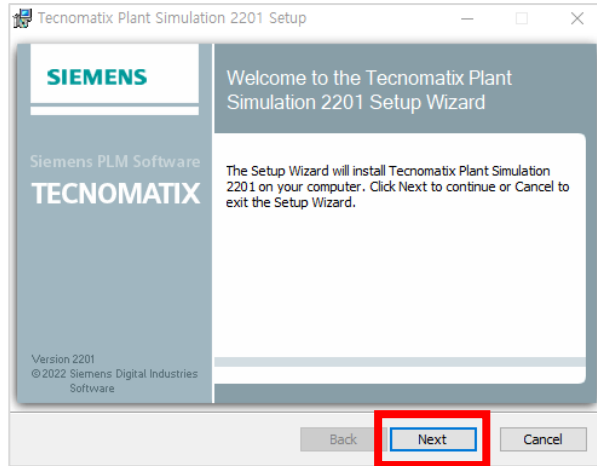 Tecnomatix Plant Simulation 2201 Setup
SIEMENS
Siemens PLM Software
TECNOMATIX
Welcome to the Tecnomatix Plant
Simulation 2201 Setup Wizard
The Setup Wizard will install Tecnomatix Plant Simulation
2201 on your computer. Click Next to continue or Cancel to
exit the Setup Wizard.
Version 2201
©2022 Siemens Digital Industries
Software
Back
Next
Cancel